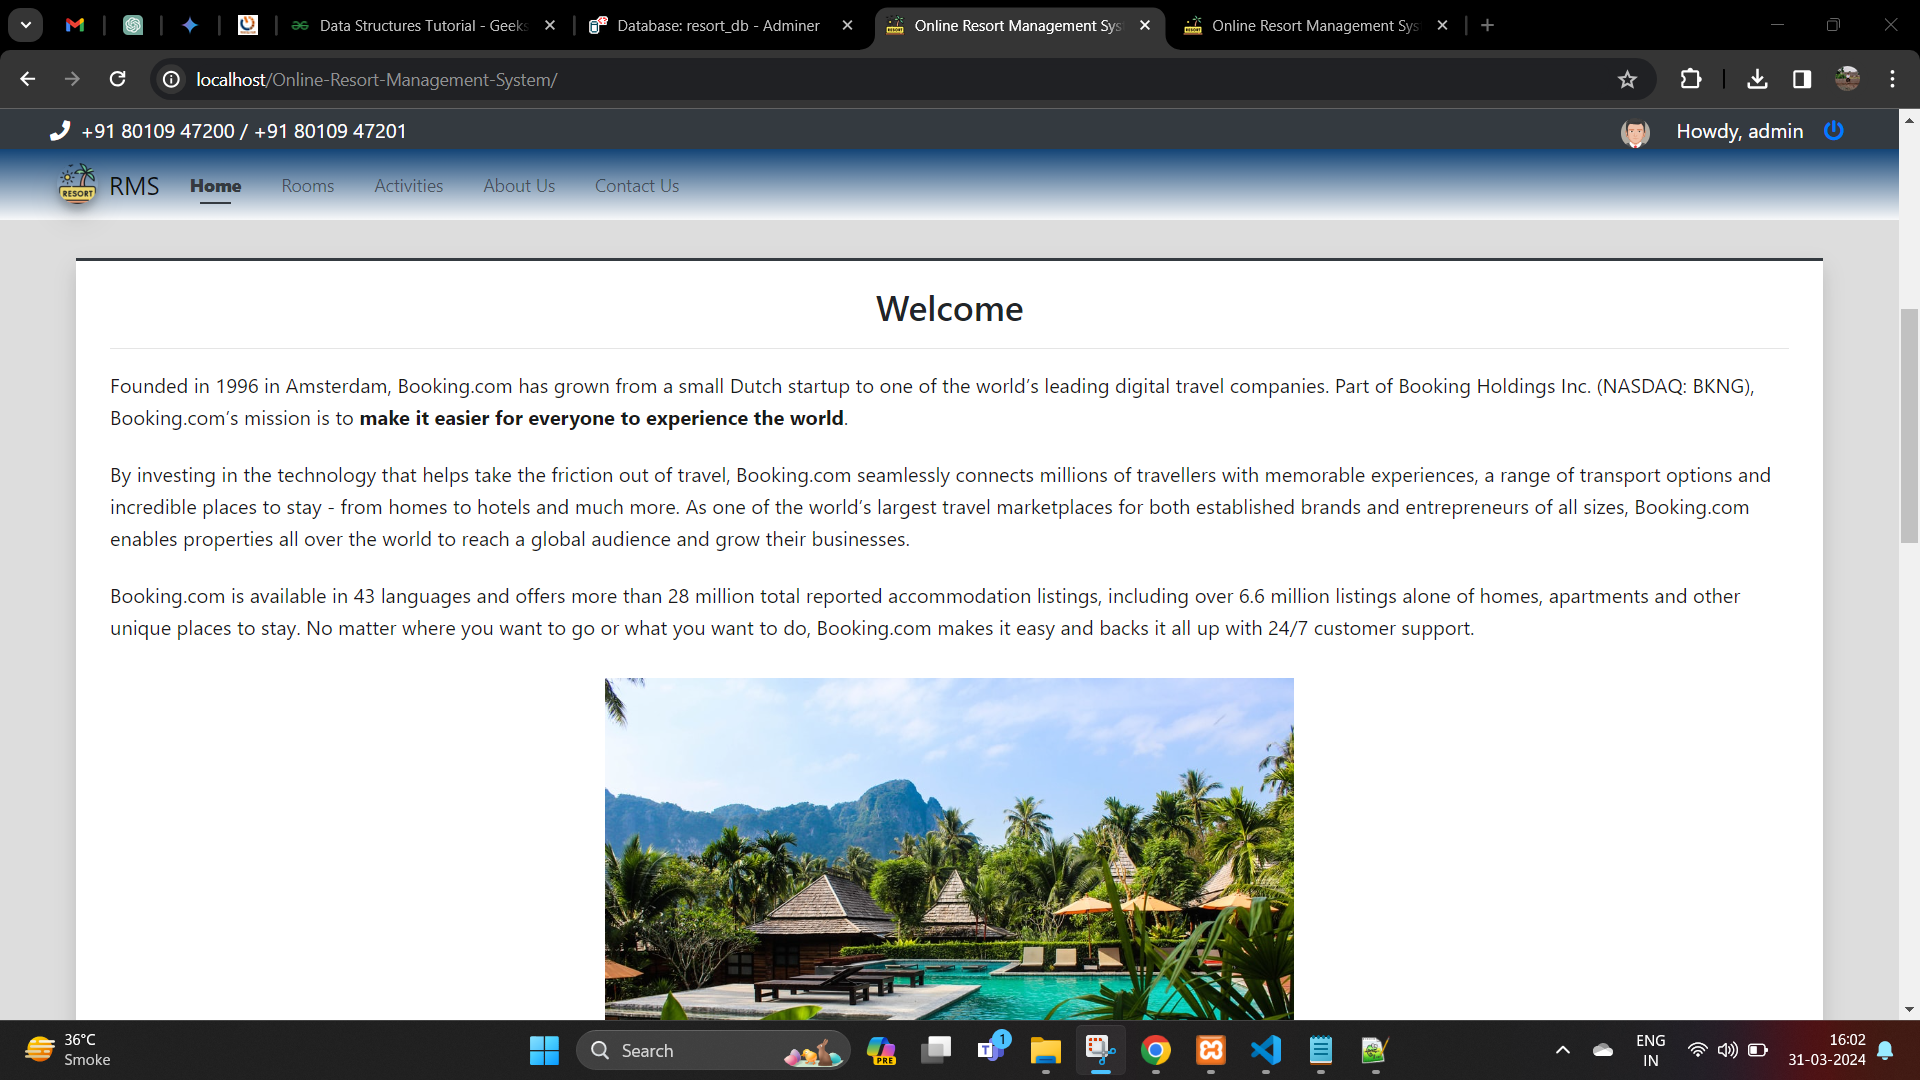 Data Structures Tutorial - Geeks
Database: resort_db - Adminer
Online Resort Management Sys
Online Resort Management Sys
localhost/Online-Resort-Management-System/
+91 80109 47200 / +91 80109 47201
Howdy, admin
RESORT
RMS
Home
Rooms
Activities
About Us
Contact Us
Welcome
Founded in 1996 in Amsterdam, Booking.com has grown from a small Dutch startup to one of the world’s leading digital travel companies. Part of Booking Holdings Inc. (NASDAQ: BKNG),
Booking.com’s mission is to make it easier for everyone to experience the world.
By investing in the technology that helps take the friction out of travel, Booking.com seamlessly connects millions of travellers with memorable experiences, a range of transport options and
incredible places to stay - from homes to hotels and much more. As one of the world’s largest travel marketplaces for both established brands and entrepreneurs of all sizes, Booking.com
enables properties all over the world to reach a global audience and grow their businesses.
Booking.com is available in 43 languages and offers more than 28 million total reported accommodation listings, including over 6.6 million listings alone of homes, apartments and other
unique places to stay. No matter where you want to go or what you want to do, Booking.com makes it easy and backs it all up with 24/7 customer support.
36°C
Smoke
Search
PRE
1
ENG
IN
16:02
31-03-2024